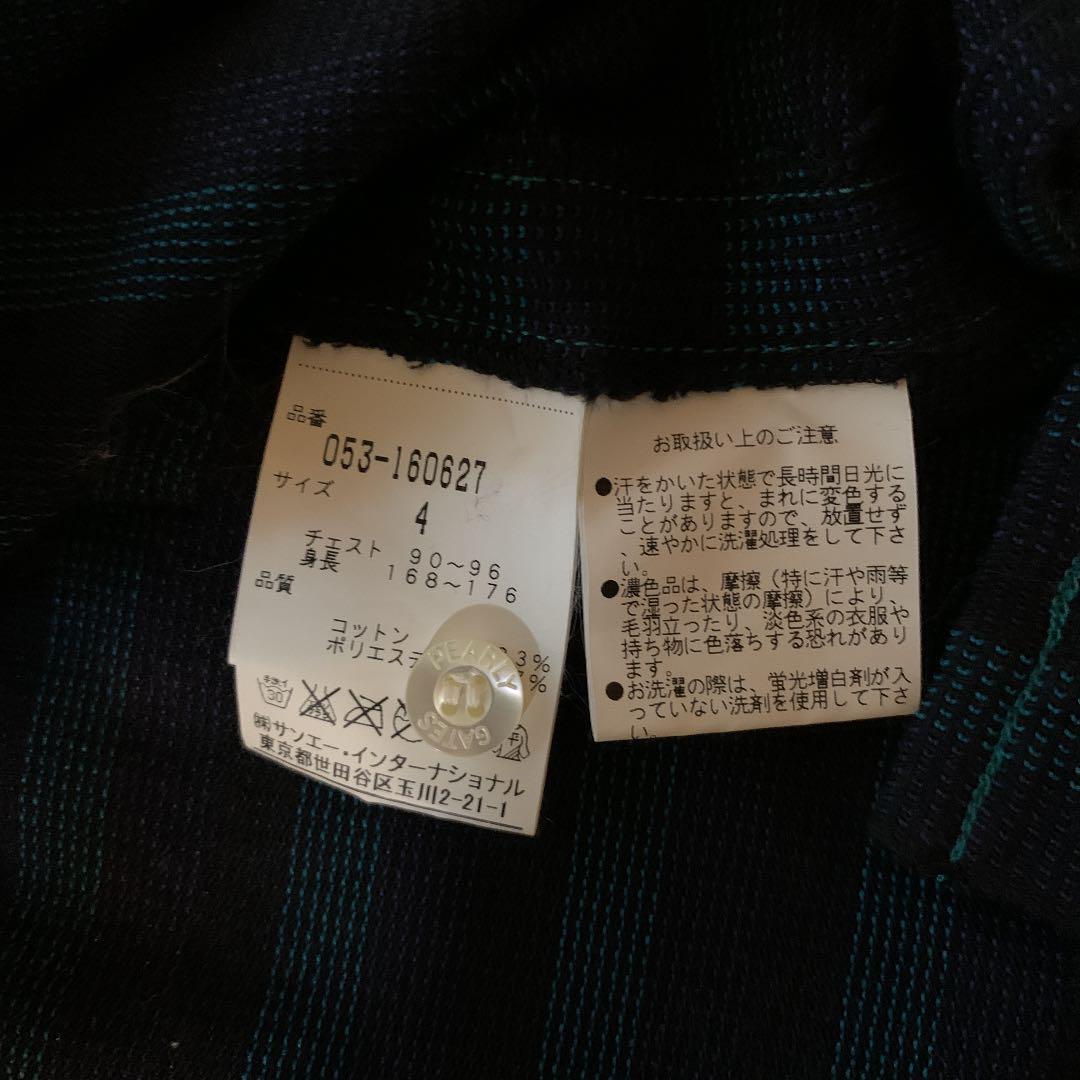 品番
053-160627
サイズ
4
チェスト 90～96
身長 168～176
品質
コットン 3%
ポリエステ 7%
PEARLY
GATES
手洗イ
30
平
㈱サンエー・インターナショナル
東京都世田谷区玉川2-21-1
お取扱い上のご注意
●汗をかいた状態で長時間日光に
当たりますと、まれに変色する
ことがありますので、放置せず
、速やかに洗濯処理をして下さ
い。
●濃色品は、摩擦（特に汗や雨等
で湿った状態の摩擦）により、
毛羽立ったり、淡色系の衣服や
持ち物に色落ちする恐れがあり
ます。
●お洗濯の際は、蛍光増白剤が入
っていない洗剤を使用して下さ
い。